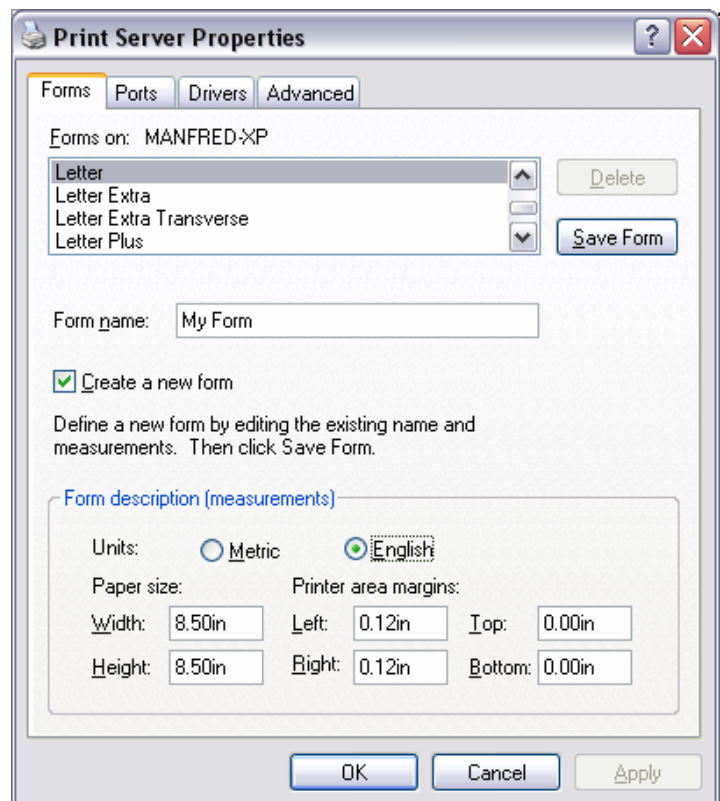 Print Server Properties
Forms Ports Drivers Advanced
Forms on: MANFRED-XP
Letter
Letter Extra
Letter Extra Transverse
Letter Plus
Delete
Save Form
Form name: My Form
Create a new form
Define a new form by editing the existing name and
measurements. Then click Save Form.
Form description (measurements)
Units: Metric English
Paper size: Printer area margins:
Width: 8.50in Left: 0.12in Top: 0.00in
Height: 8.50in Right: 0.12in Bottom: 0.00in
OK Cancel Apply